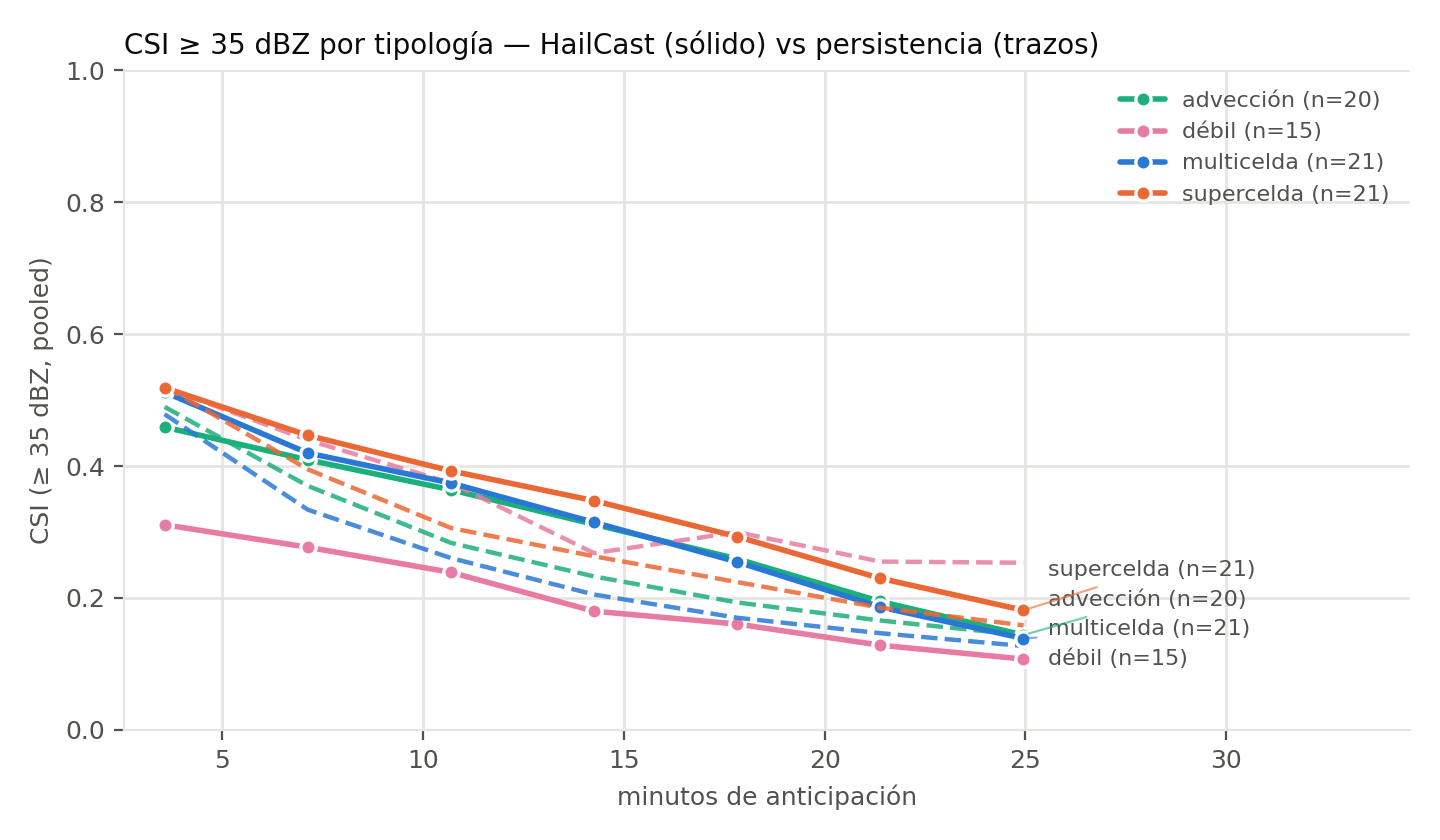 CSI ≥ 35 dBZ por tipología — HailCast (sólido) vs persistencia (trazos)
1.0
0.8
0.6
0.4
0.2
0.0
CSI (≥ 35 dBZ, pooled)
advección (n=20)
débil (n=15)
multicelda (n=21)
supercelda (n=21)
supercelda (n=21)
advección (n=20)
multicelda (n=21)
débil (n=15)
5
10
15
20
25
30
minutos de anticipación